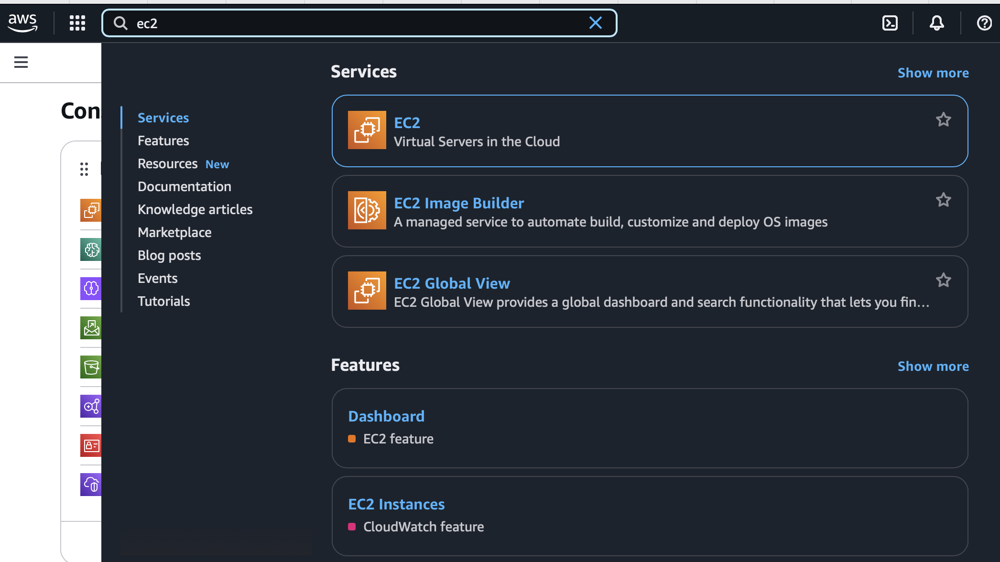 aws
ec2
Con
Services
Features
Resources New
Documentation
Knowledge articles
Marketplace
Blog posts
Events
Tutorials
Services
Show more
EC2
Virtual Servers in the Cloud
EC2 Image Builder
A managed service to automate build, customize and deploy OS images
EC2 Global View
EC2 Global View provides a global dashboard and search functionality that lets you fin...
Features
Show more
Dashboard
EC2 feature
EC2 Instances
CloudWatch feature